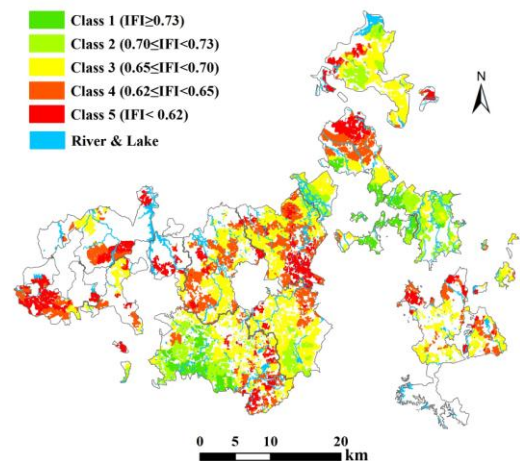 Class 1 (IFI≥0.73)
Class 2 (0.70≤IFI<0.73)
Class 3 (0.65≤IFI<0.70)
Class 4 (0.62≤IFI<0.65)
Class 5 (IFI< 0.62)
River & Lake
N
0 5 10 20
km